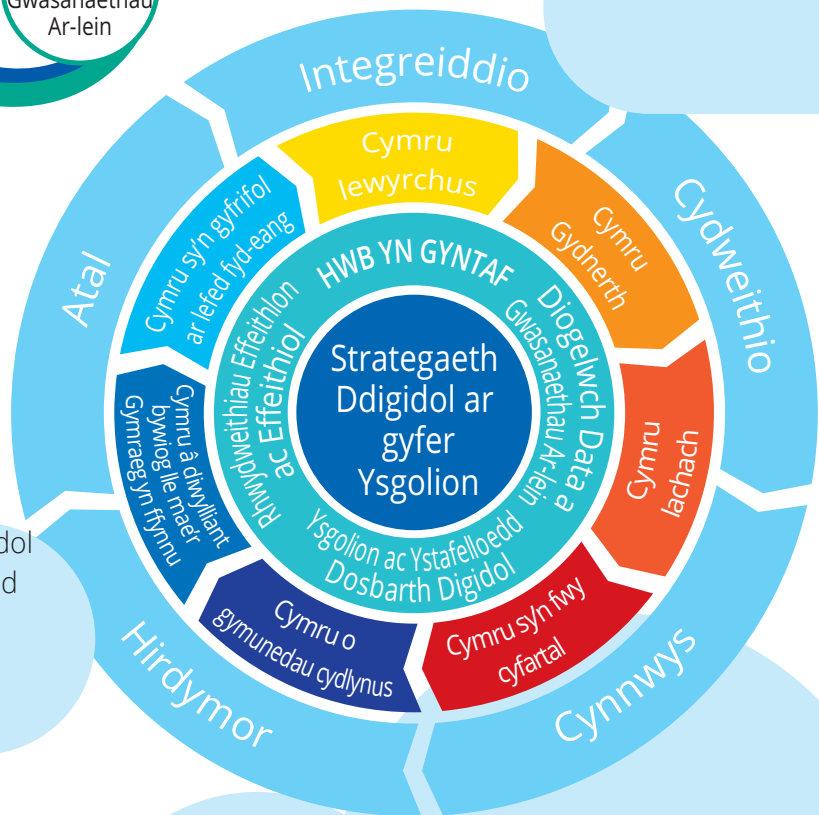 Gwasanaethau
Ar-lein
Integreiddio
Cydweithio
Cynnwys
Hirdymor
Atal
Cymru
lewyrchus
Cymru
Gydnerth
Cymru
Iachach
Cymru sy'n fwy
cyfartal
Cymru o
gymunedau cydlynus
Cymru â diwylliant
bywiog lle mae'r
Gymraeg yn ffynnu
Cymru sy'n gyfrifol
ar lefed fyd-eang
HWB YN GYNTAF
Diogelwch Data a
Gwasanaethau Ar-lein
Ysgolion ac Ystafelloedd
Dosbarth Digidol
Rhwydweithiau Effeithlon
ac Effeithiol
Strategaeth
Ddigidol ar
gyfer
Ysgolion
dol
d